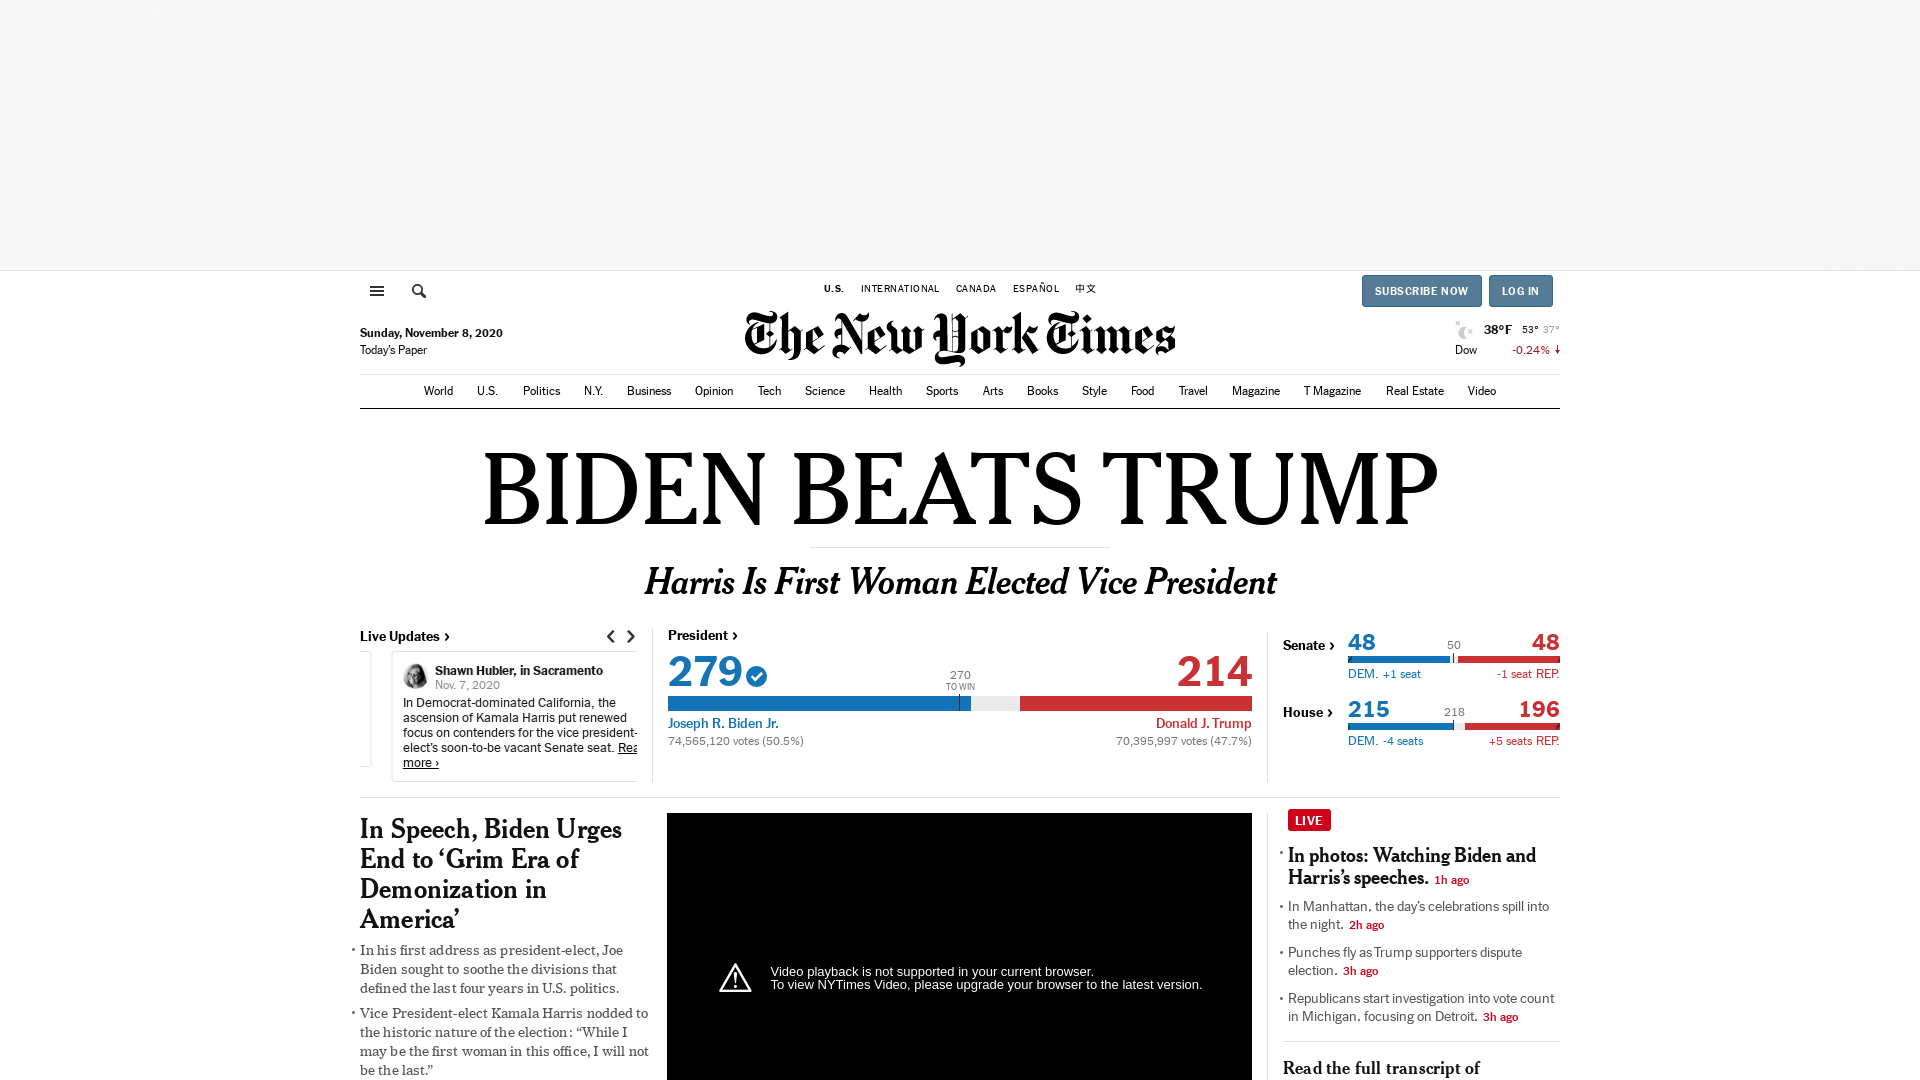 U.S. INTERNATIONAL CANADA ESPAÑOL 中文
SUBSCRIBE NOW LOG IN
Sunday, November 8, 2020
Today's Paper
The New York Times
38°F 53° 37°
Dow -0.24% ↓
World U.S. Politics N.Y. Business Opinion Tech Science Health Sports Arts Books Style Food Travel Magazine T Magazine Real Estate Video
BIDEN BEATS TRUMP
Harris Is First Woman Elected Vice President
Live Updates ›
Shawn Hubler, in Sacramento
Nov. 7, 2020
In Democrat-dominated California, the
ascension of Kamala Harris put renewed
focus on contenders for the vice president-
elect's soon-to-be vacant Senate seat. Rea
more ›
President ›
279
270
TO WIN
214
Joseph R. Biden Jr.
Donald J. Trump
74,565,120 votes (50.5%)
70,395,997 votes (47.7%)
Senate › 48 50 48
DEM. +1 seat -1 seat REP.
House › 215 218 196
DEM. -4 seats +5 seats REP.
In Speech, Biden Urges
End to ‘Grim Era of
Demonization in
America’
• In his first address as president-elect, Joe
Biden sought to soothe the divisions that
defined the last four years in U.S. politics.
• Vice President-elect Kamala Harris nodded to
the historic nature of the election: “While I
may be the first woman in this office, I will not
be the last.”
Video playback is not supported in your current browser.
To view NYTimes Video, please upgrade your browser to the latest version.
LIVE
• In photos: Watching Biden and
Harris’s speeches. 1h ago
• In Manhattan, the day’s celebrations spill into
the night. 2h ago
• Punches fly as Trump supporters dispute
election. 3h ago
• Republicans start investigation into vote count
in Michigan, focusing on Detroit. 3h ago
Read the full transcript of